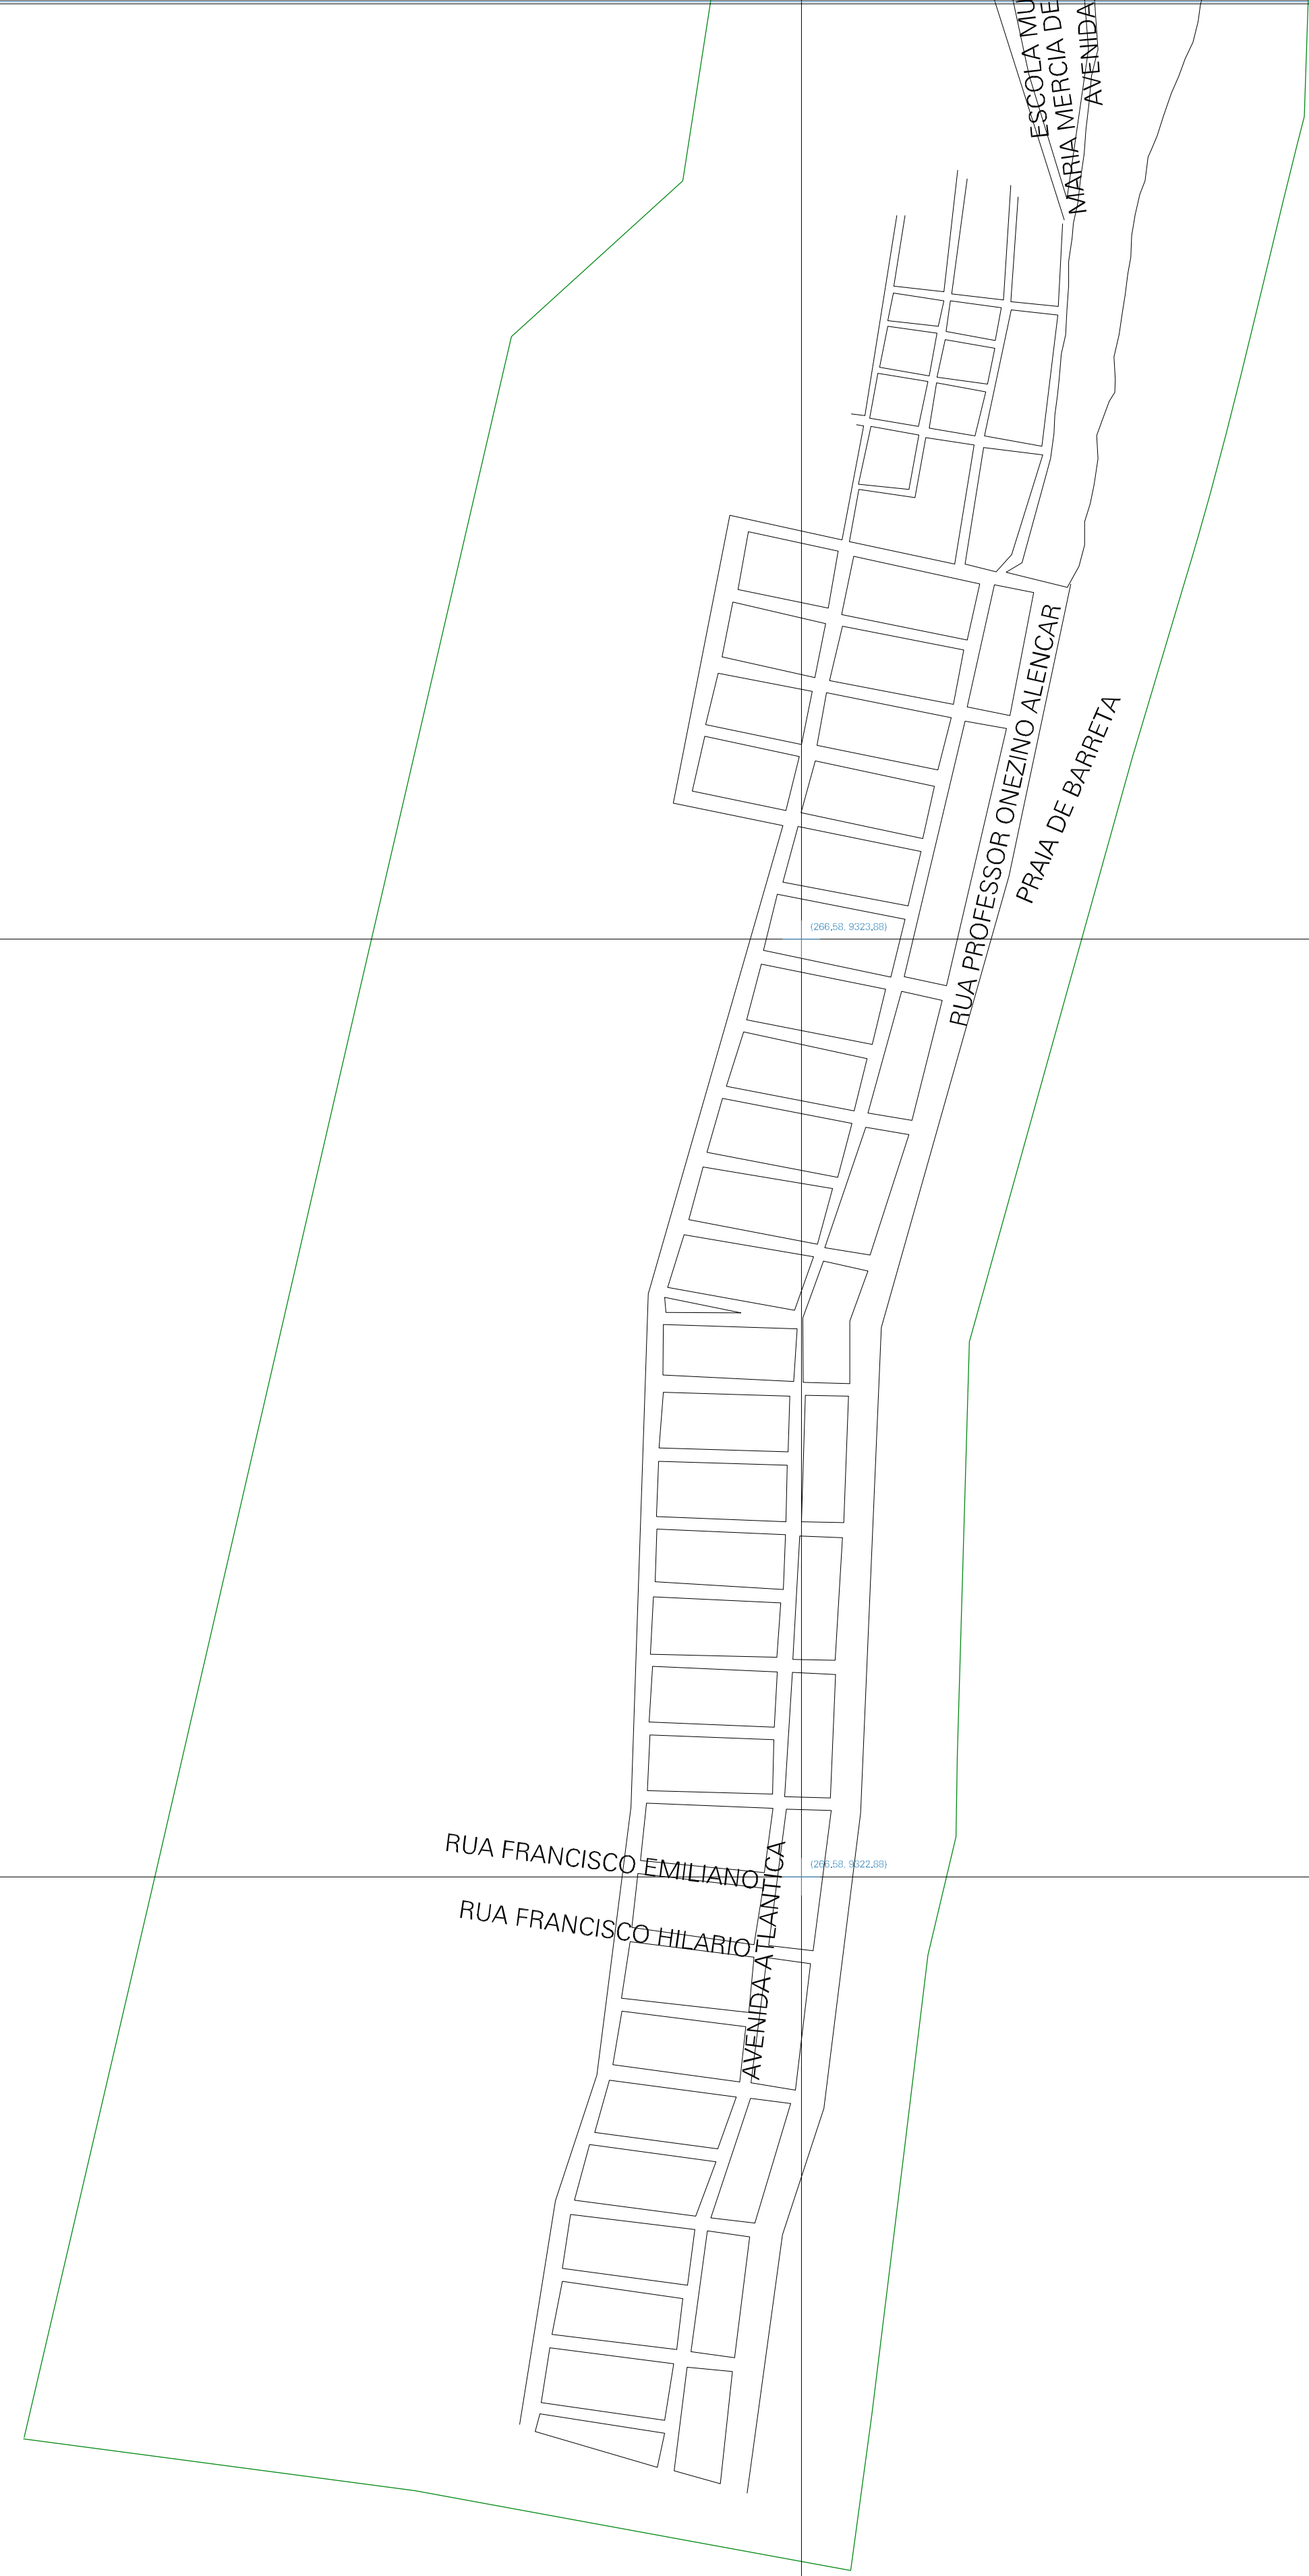 ESCOLA MU
MARIA MERCIA DE
AVENIDA
RUA PROFESSOR ONEZINO ALENCAR
PRAIA DE BARRETA
(266,58, 9323,88)
RUA FRANCISCO EMILIANO
(266,58, 9322,88)
RUA FRANCISCO HILARIO
AVENIDA ATLANTICA